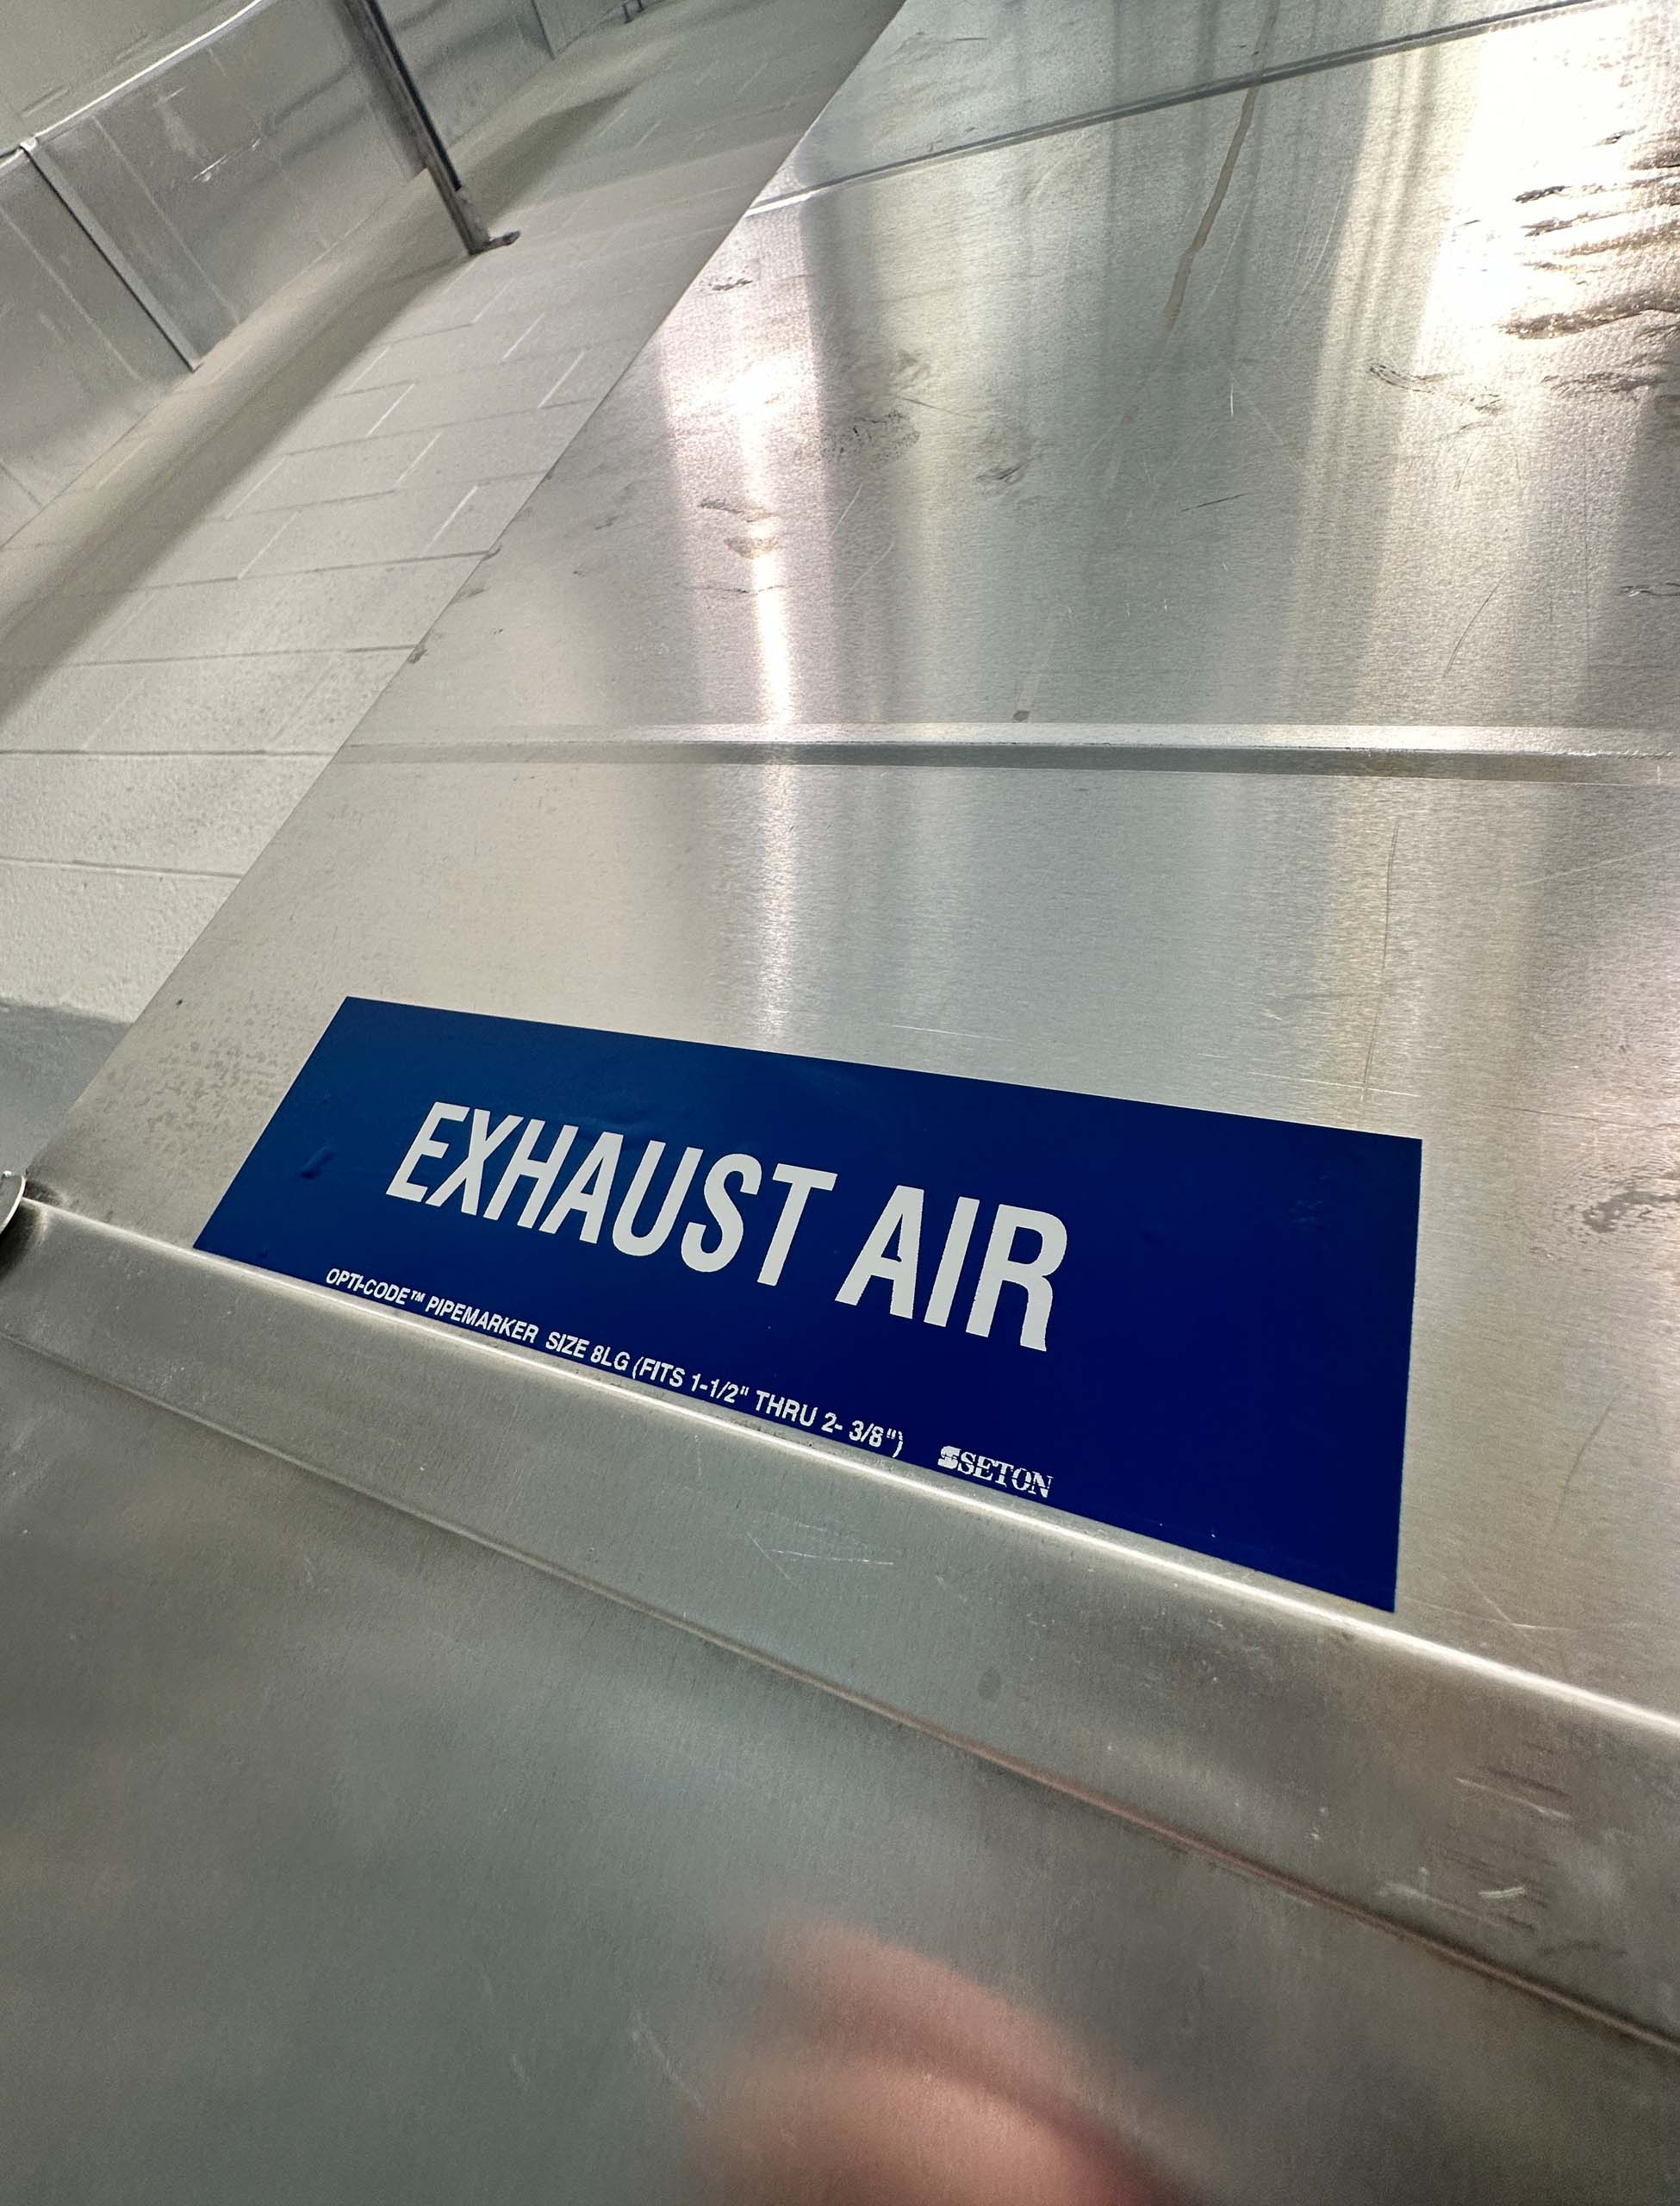 EXHAUST AIR
OPTI-CODE™ PIPEMARKER SIZE 8LG (FITS 1-1/2" THRU 2- 3/8") SETON